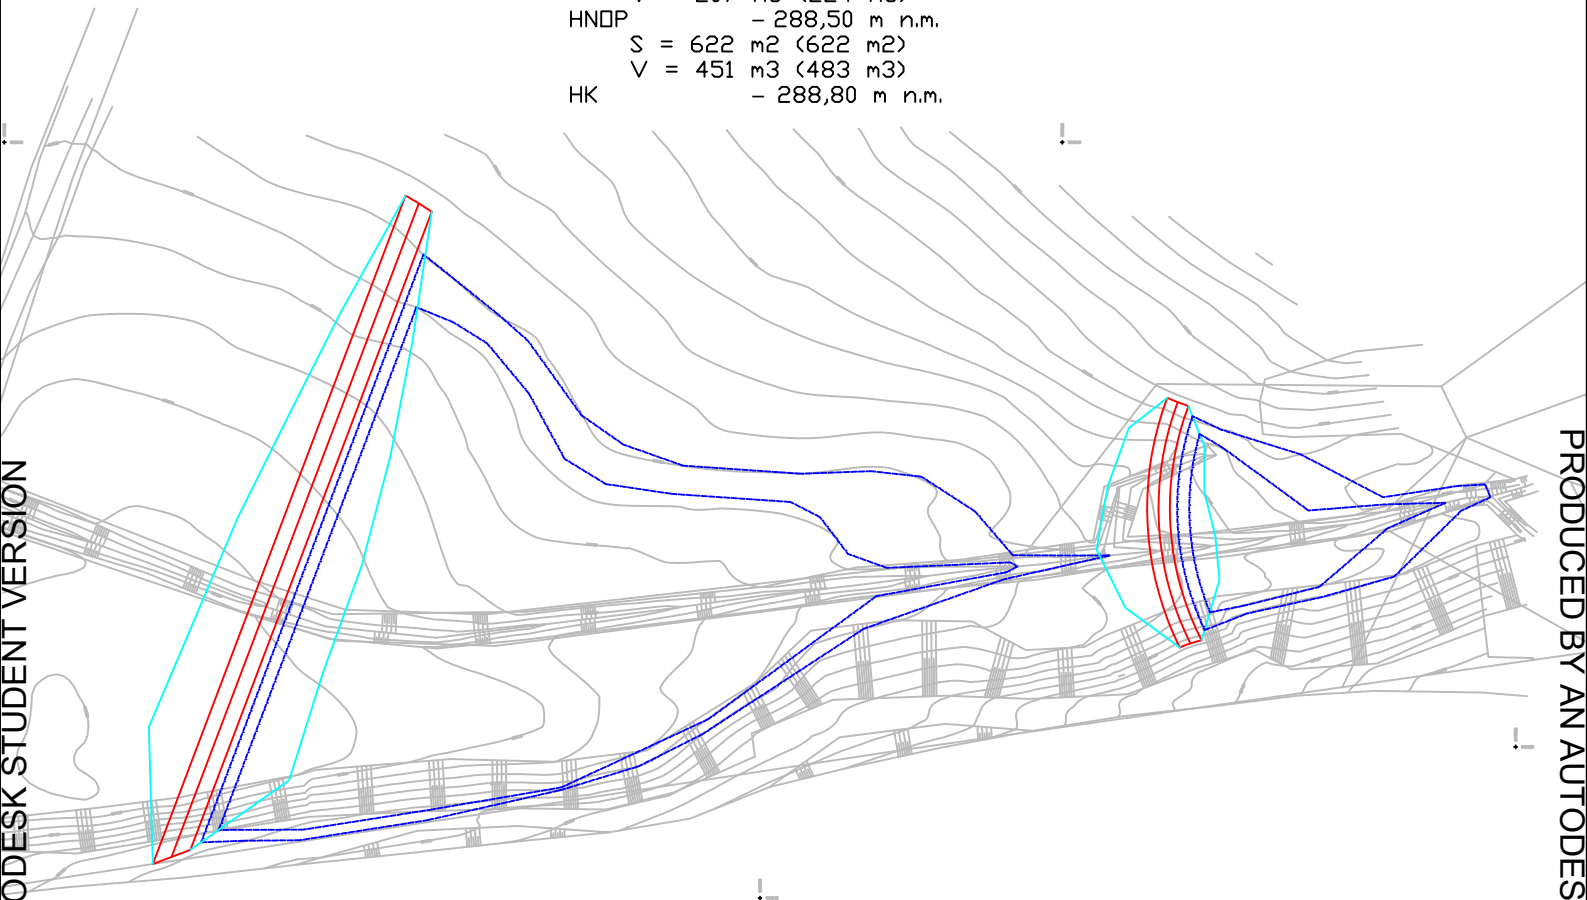 HN□P - 288,50 m n.m.
S = 622 m2 (622 m2)
V = 451 m3 (483 m3)
HK - 288,80 m n.m.
ODESK STUDENT VERSION
PRODUCED BY AN AUTODES